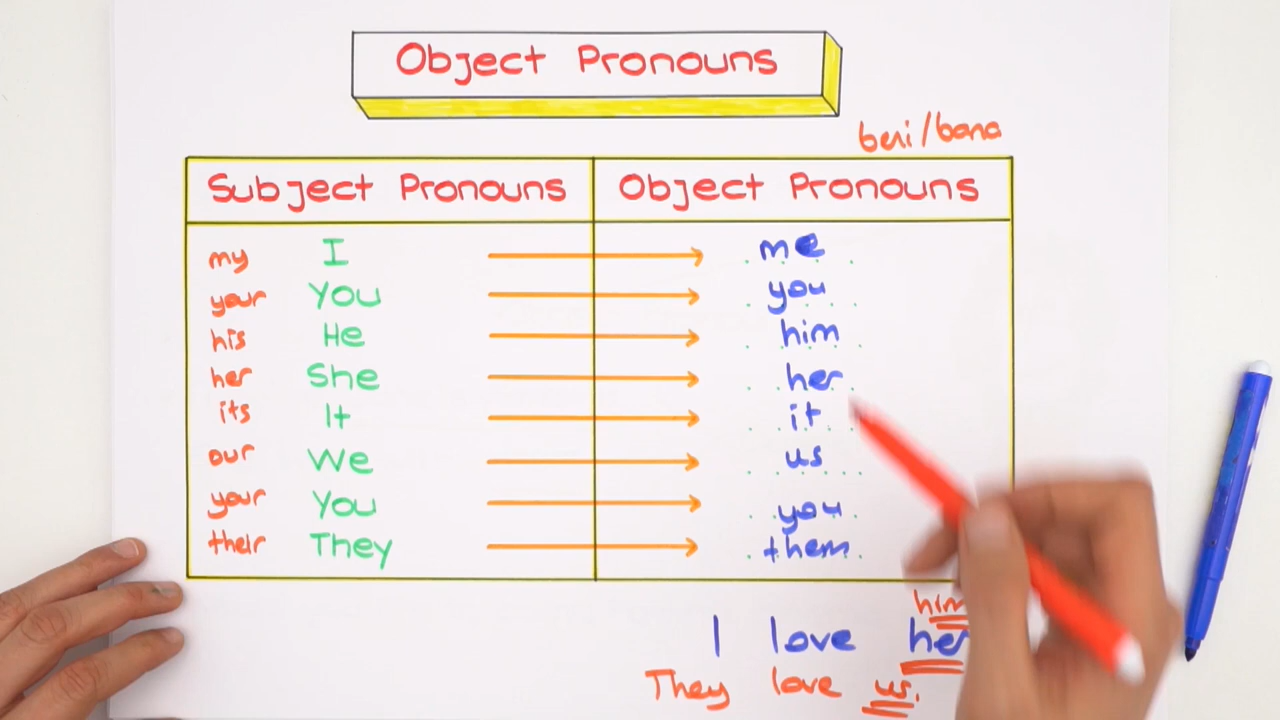 Object Pronouns
beni/bana
Subject Pronouns Object Pronouns
my I me
your You you
his He him
her She her
its It it
our We us
your You you
their They them
him
I love her
They love us.